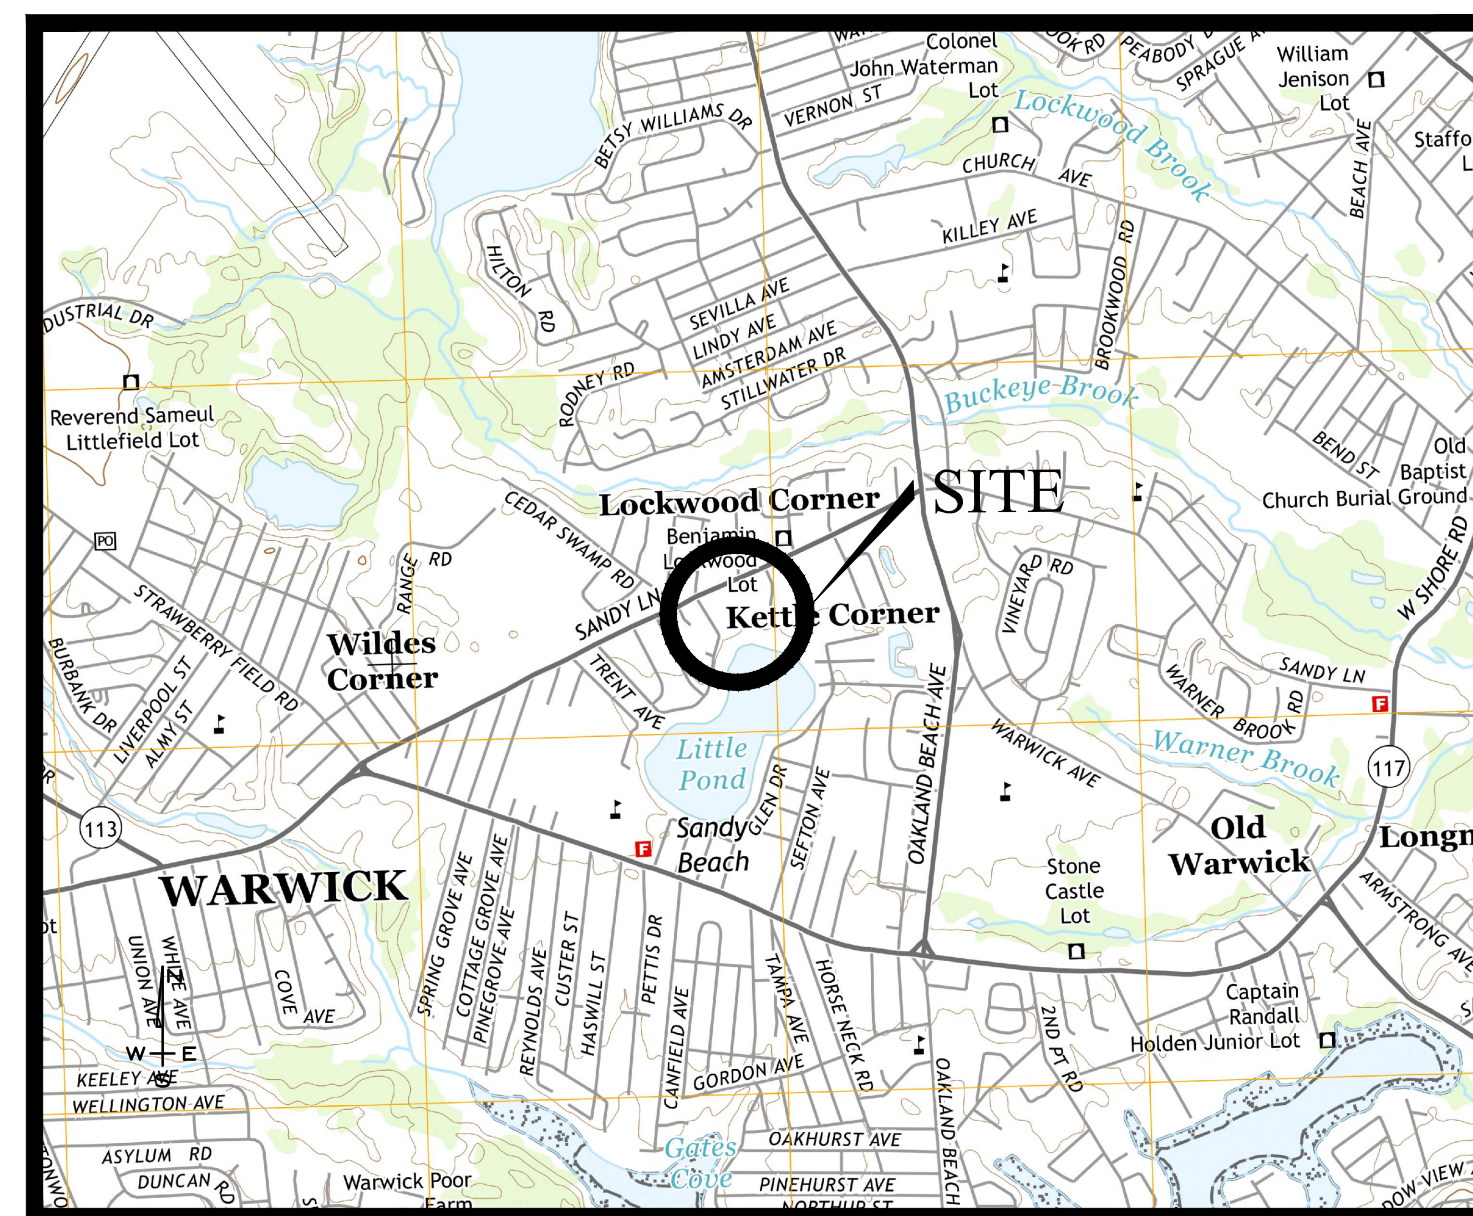 Colonel
John Waterman
Lot
PEABODY
SPRAGUE
William
Jenison
Lot
VERNON ST
BETSY WILLIAMS DR
Lockwood Brook
BEACH AVE
CHURCH AVE
KILLEY AVE
BROOKWOOD RD
HILTON RD
SEVILLA AVE
LINDY AVE
AMSTERDAM AVE
STILLWATER DR
RODNEY RD
DUSTRIAL DR
Reverend Sameul
Littlefield Lot
Buckeye Brook
BEND ST
Old
Baptist
Church Burial Ground
SITE
Lockwood Corner
Benjamin
Lockwood
Lot
Kettle Corner
CEDAR SWAMP RD
SANDY LN
PO
RANGE RD
STRAWBERRY FIELD RD
Wildes
Corner
BURBANK DR
LIVERPOOL ST
ALMY ST
TRENT AVE
VINEYARD RD
W SHORE RD
SANDY LN
WARNER BROOK RD
F
OAKLAND BEACH AVE
WARWICK AVE
Warner Brook
117
Little
Pond
GLEN DR
SEFTON AVE
Sandy
Beach
F
113
WARWICK
Old
Warwick
Stone
Castle
Lot
ARMSTRONG AVE
SPRING GROVE AVE
COTTAGE GROVE AVE
PINEGROVE AVE
REYNOLDS AVE
CUSTER ST
HASWILL ST
PETTIS DR
CANFIELD AVE
TAMPA AVE
HORSE NECK RD
GORDON AVE
2ND PT RD
Captain
Randall
Holden Junior Lot
UNION AVE
WHITE AVE
COVE AVE
N
W E
S
KEELEY AVE
WELLINGTON AVE
ASYLUM RD
DUNCAN RD
Warwick Poor
Farm
Gates
Cove
OAKHURST AVE
PINEHURST AVE
NORTHUP ST
OAKLAND BEACH
DOW VIEW